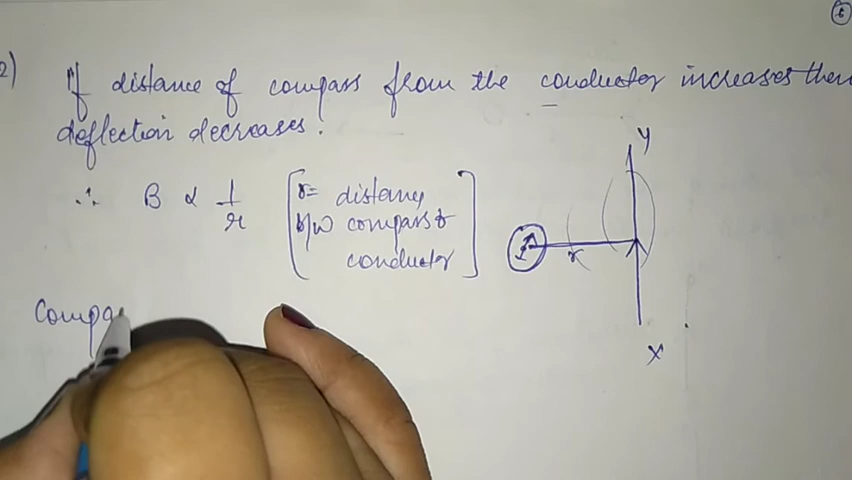 2) If distance of compass from the conductor increases then
deflection decreases.
∴ B ∝ 1/r [r = distance
b/w compass &
conductor]
y
r
X
Compa